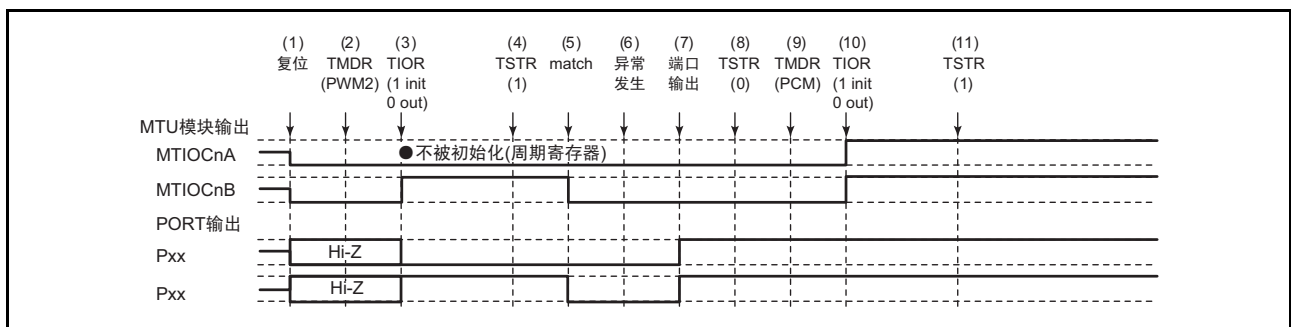 (1) (2) (3) (4) (5) (6) (7) (8) (9) (10) (11)
复位 TMDR TIOR TSTR match 异常 端口 TSTR TMDR TIOR TSTR
(PWM2) (1 init (1) 发生 输出 (0) (PCM) (1 init (1)
0 out) 0 out)
MTU模块输出
MTIOCnA
●不被初始化(周期寄存器)
MTIOCnB
PORT输出
Pxx
Hi-Z
Pxx
Hi-Z